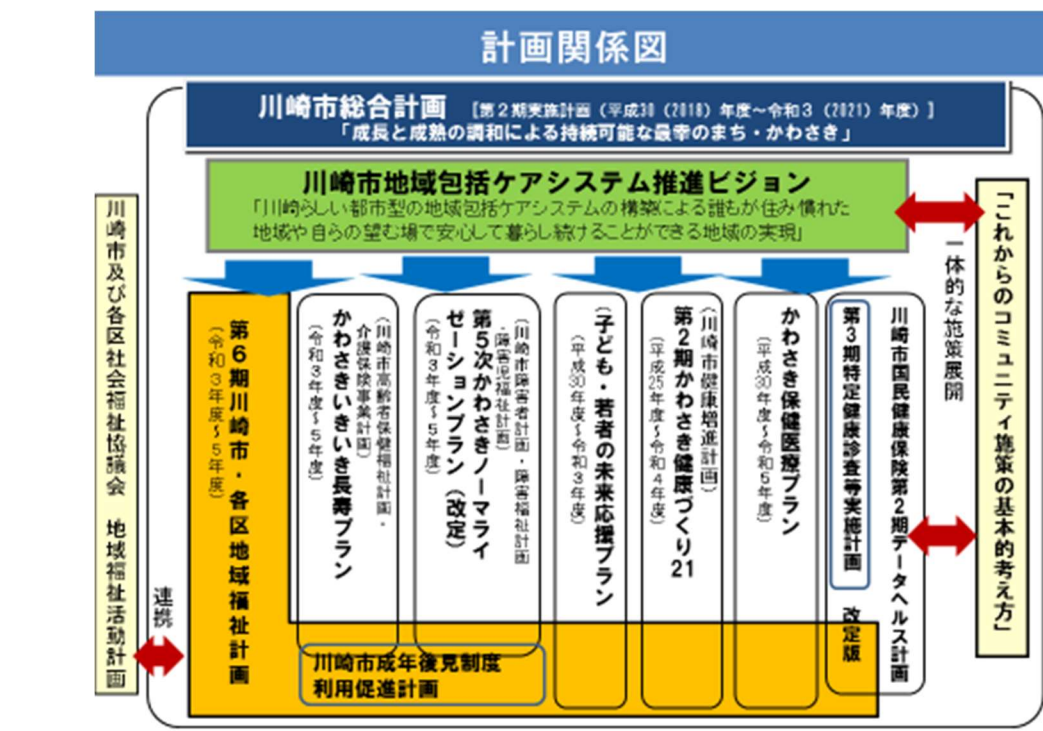 計画関係図
川崎市総合計画 [第2期実施計画（平成30（2018）年度～令和3（2021）年度）]
「成長と成熟の調和による持続可能な最幸のまち・かわさき」
川崎市地域包括ケアシステム推進ビジョン
「川崎らしい都市型の地域包括ケアシステムの構築による誰もが住み慣れた
地域や自らの望む場で安心して暮らし続けることができる地域の実現」
「これからのコミュニティ施策の基本的考え方」
一体的な施策展開
川崎市及び各区社会福祉協議会 地域福祉活動計画
連携
第6期川崎市・各区地域福祉計画
（令和3年度～5年度）
（川崎市高齢者保健福祉計画・
介護保険事業計画）
かわさきいきいき長寿プラン
（令和3年度～5年度）
（川崎市障害者計画・障害福祉計画
・障害児福祉計画）
第5次かわさきノーマライ
ゼーションプラン（改定）
（令和3年度～5年度）
子ども・若者の未来応援プラン
（平成30年度～令和3年度）
（川崎市健康増進計画）
第2期かわさき健康づくり21
（平成25年度～令和4年度）
かわさき保健医療プラン
（平成30年度～令和5年度）
川崎市国民健康保険第2期データヘルス計画
第3期特定健康診査等実施計画 改定版
川崎市成年後見制度
利用促進計画